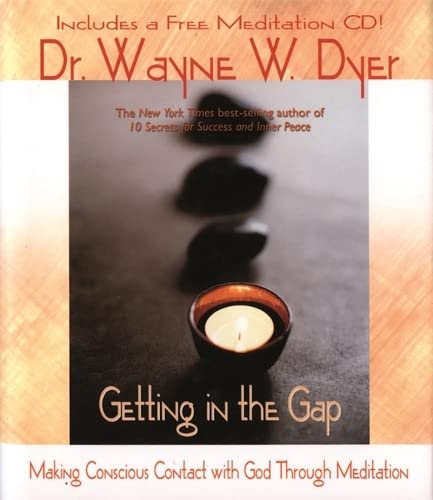 Includes a Free Meditation CD!
Dr. Wayne W. Dyer
The New York Times best-selling author of
10 Secrets for Success and Inner Peace
Getting in the Gap
Making Conscious Contact with God Through Meditation